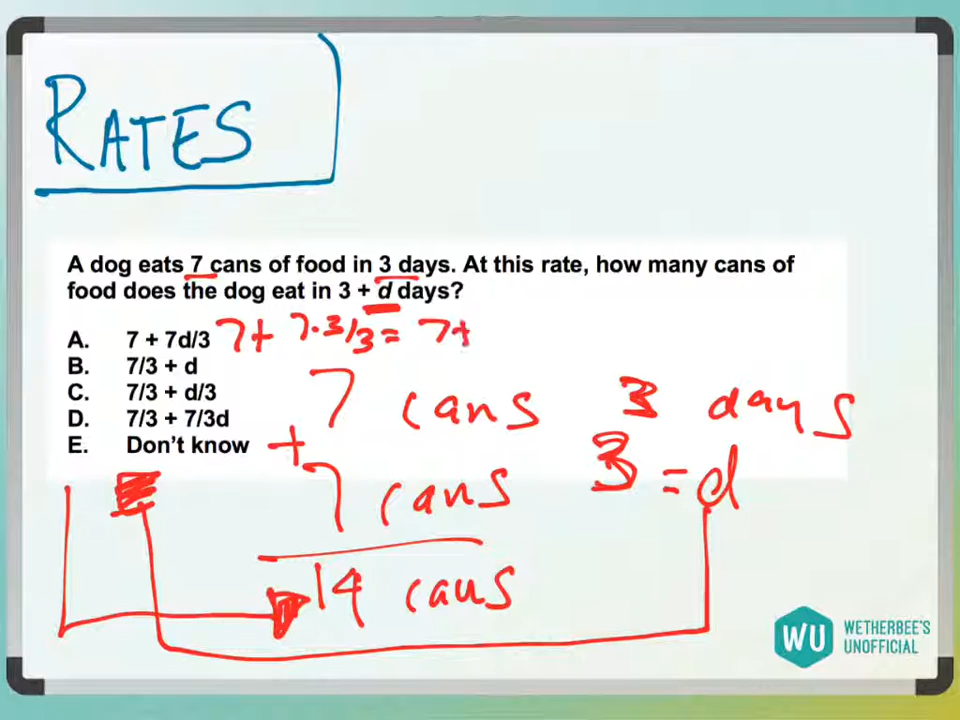 RATES
A dog eats 7 cans of food in 3 days. At this rate, how many cans of
food does the dog eat in 3 + d days?
A. 7 + 7d/3 7+ 7·3/3 = 7+
B. 7/3 + d
C. 7/3 + d/3
D. 7/3 + 7/3d
E. Don't know
7 cans 3 days
+ 7 cans 3 = d
14 cans
WU WETHERBEE'S
UNOFFICIAL